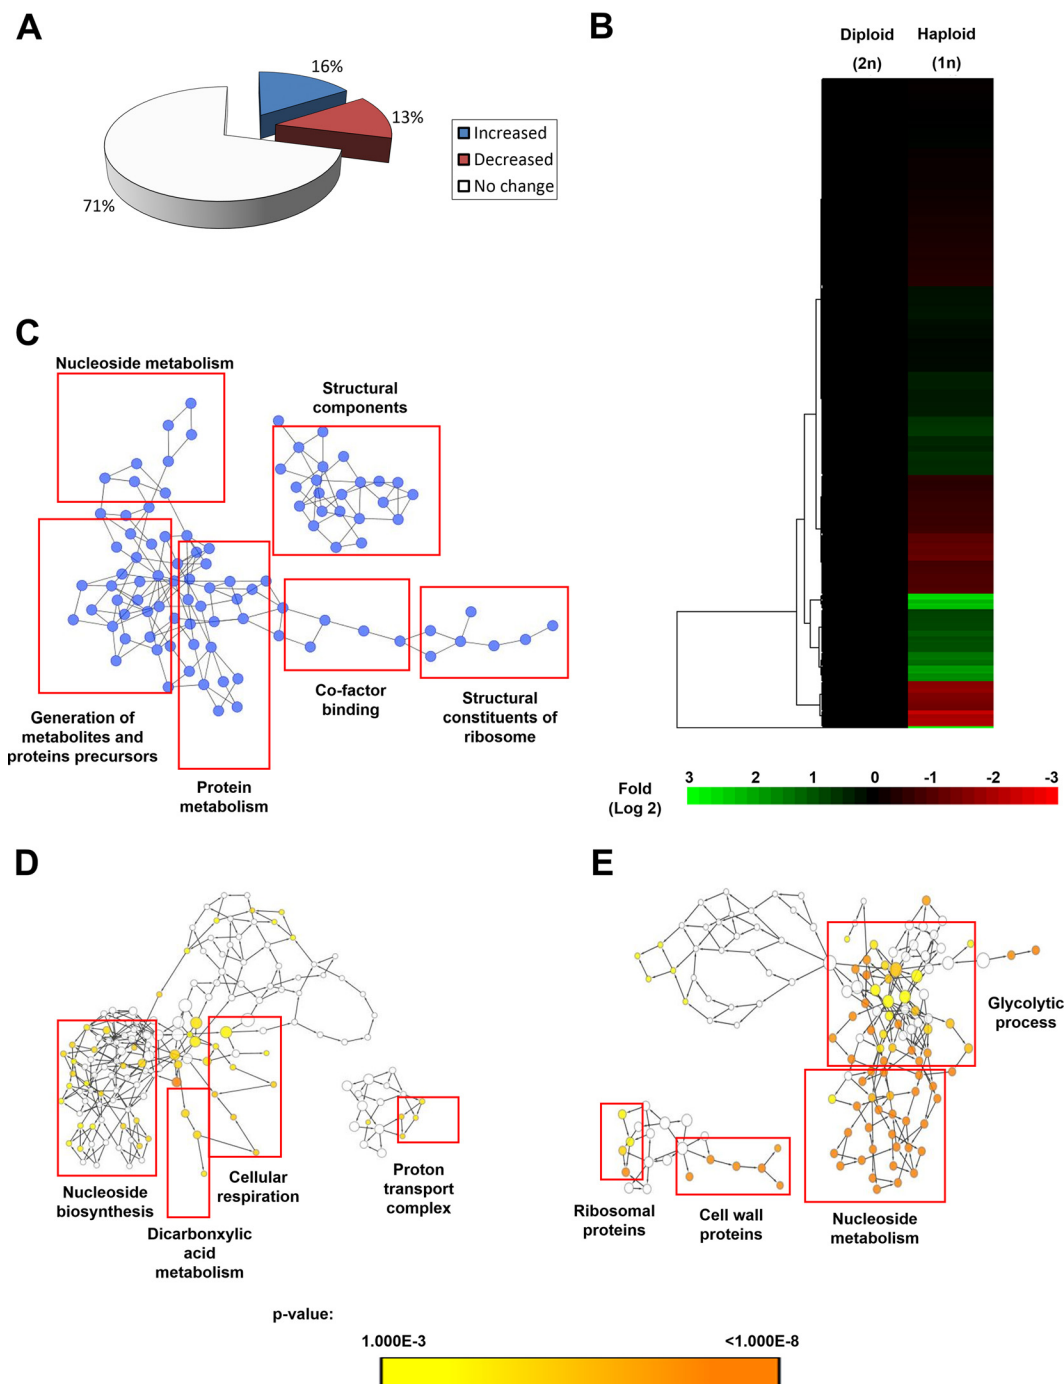 A
16%
13%
71%
Increased
Decreased
No change
B
Diploid
(2n)
Haploid
(1n)
3 2 1 0 -1 -2 -3
Fold
(Log 2)
C
Nucleoside metabolism
Structural
components
Generation of
metabolites and
proteins precursors
Protein
metabolism
Co-factor
binding
Structural
constituents of
ribosome
D
Nucleoside
biosynthesis
Dicarbonxylic
acid
metabolism
Cellular
respiration
Proton
transport
complex
E
Glycolytic
process
Ribosomal
proteins
Cell wall
proteins
Nucleoside
metabolism
p-value:
1.000E-3
<1.000E-8